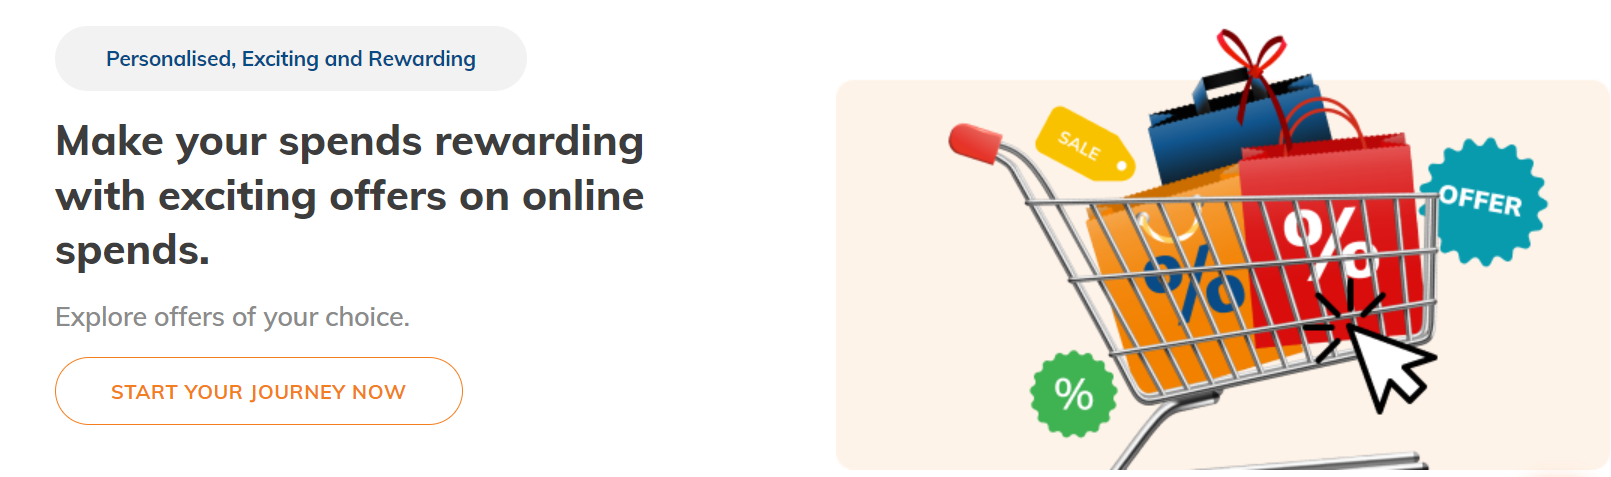 Personalised, Exciting and Rewarding
Make your spends rewarding
with exciting offers on online
spends.
Explore offers of your choice.
START YOUR JOURNEY NOW
SALE
OFFER
%
%
%